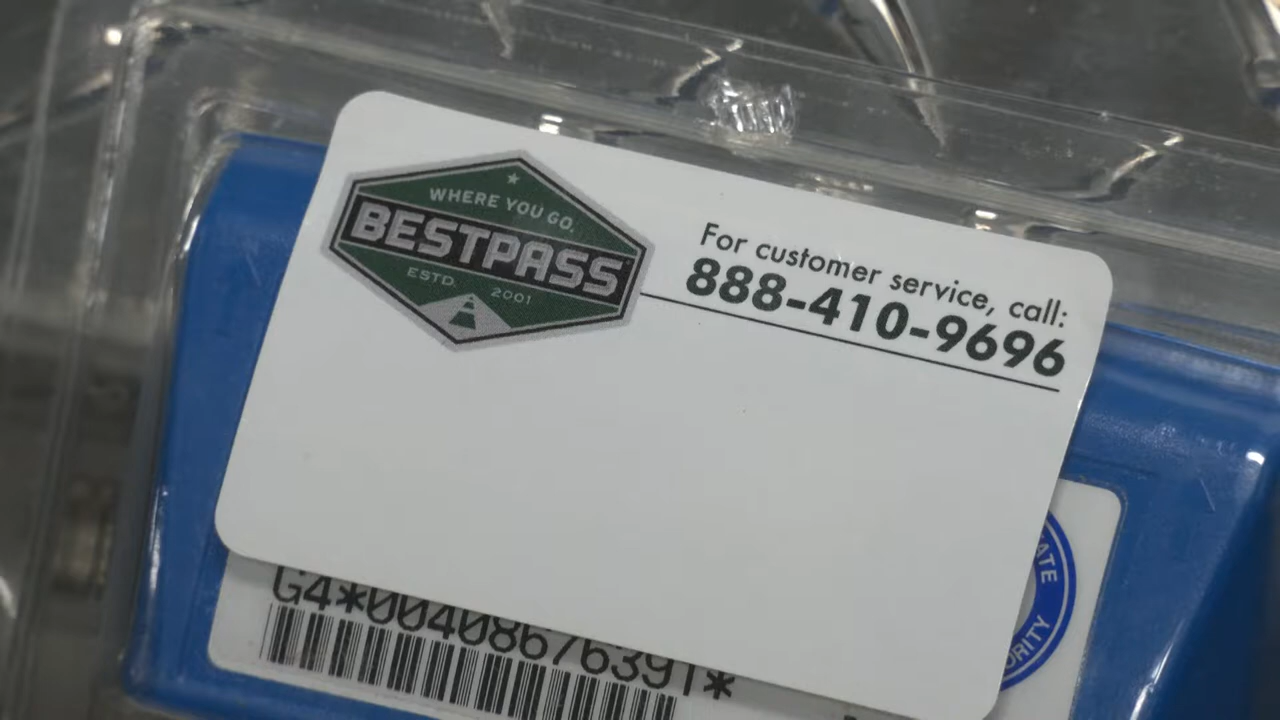 WHERE YOU GO,
BESTPASS
ESTD 2001
For customer service, call:
888-410-9696
G4*00408676391*